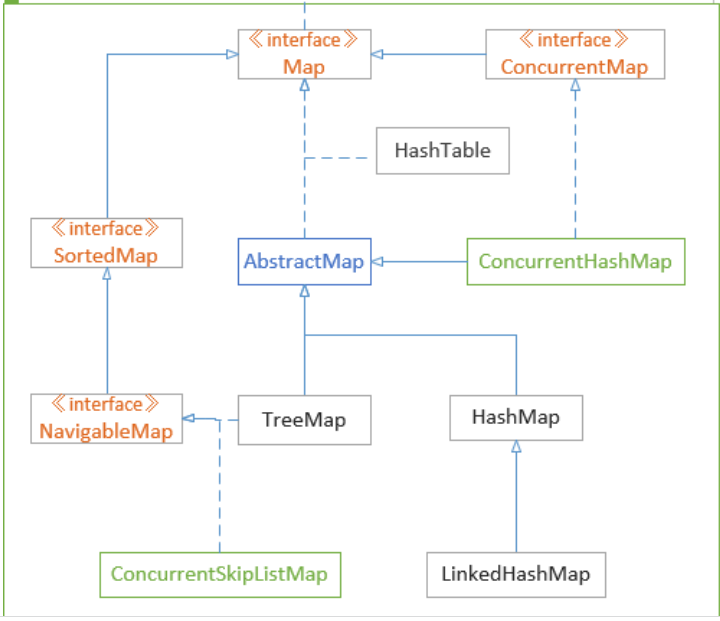 《interface》
Map
《interface》
ConcurrentMap
HashTable
《interface》
SortedMap
AbstractMap
ConcurrentHashMap
《interface》
NavigableMap
TreeMap
HashMap
ConcurrentSkipListMap
LinkedHashMap